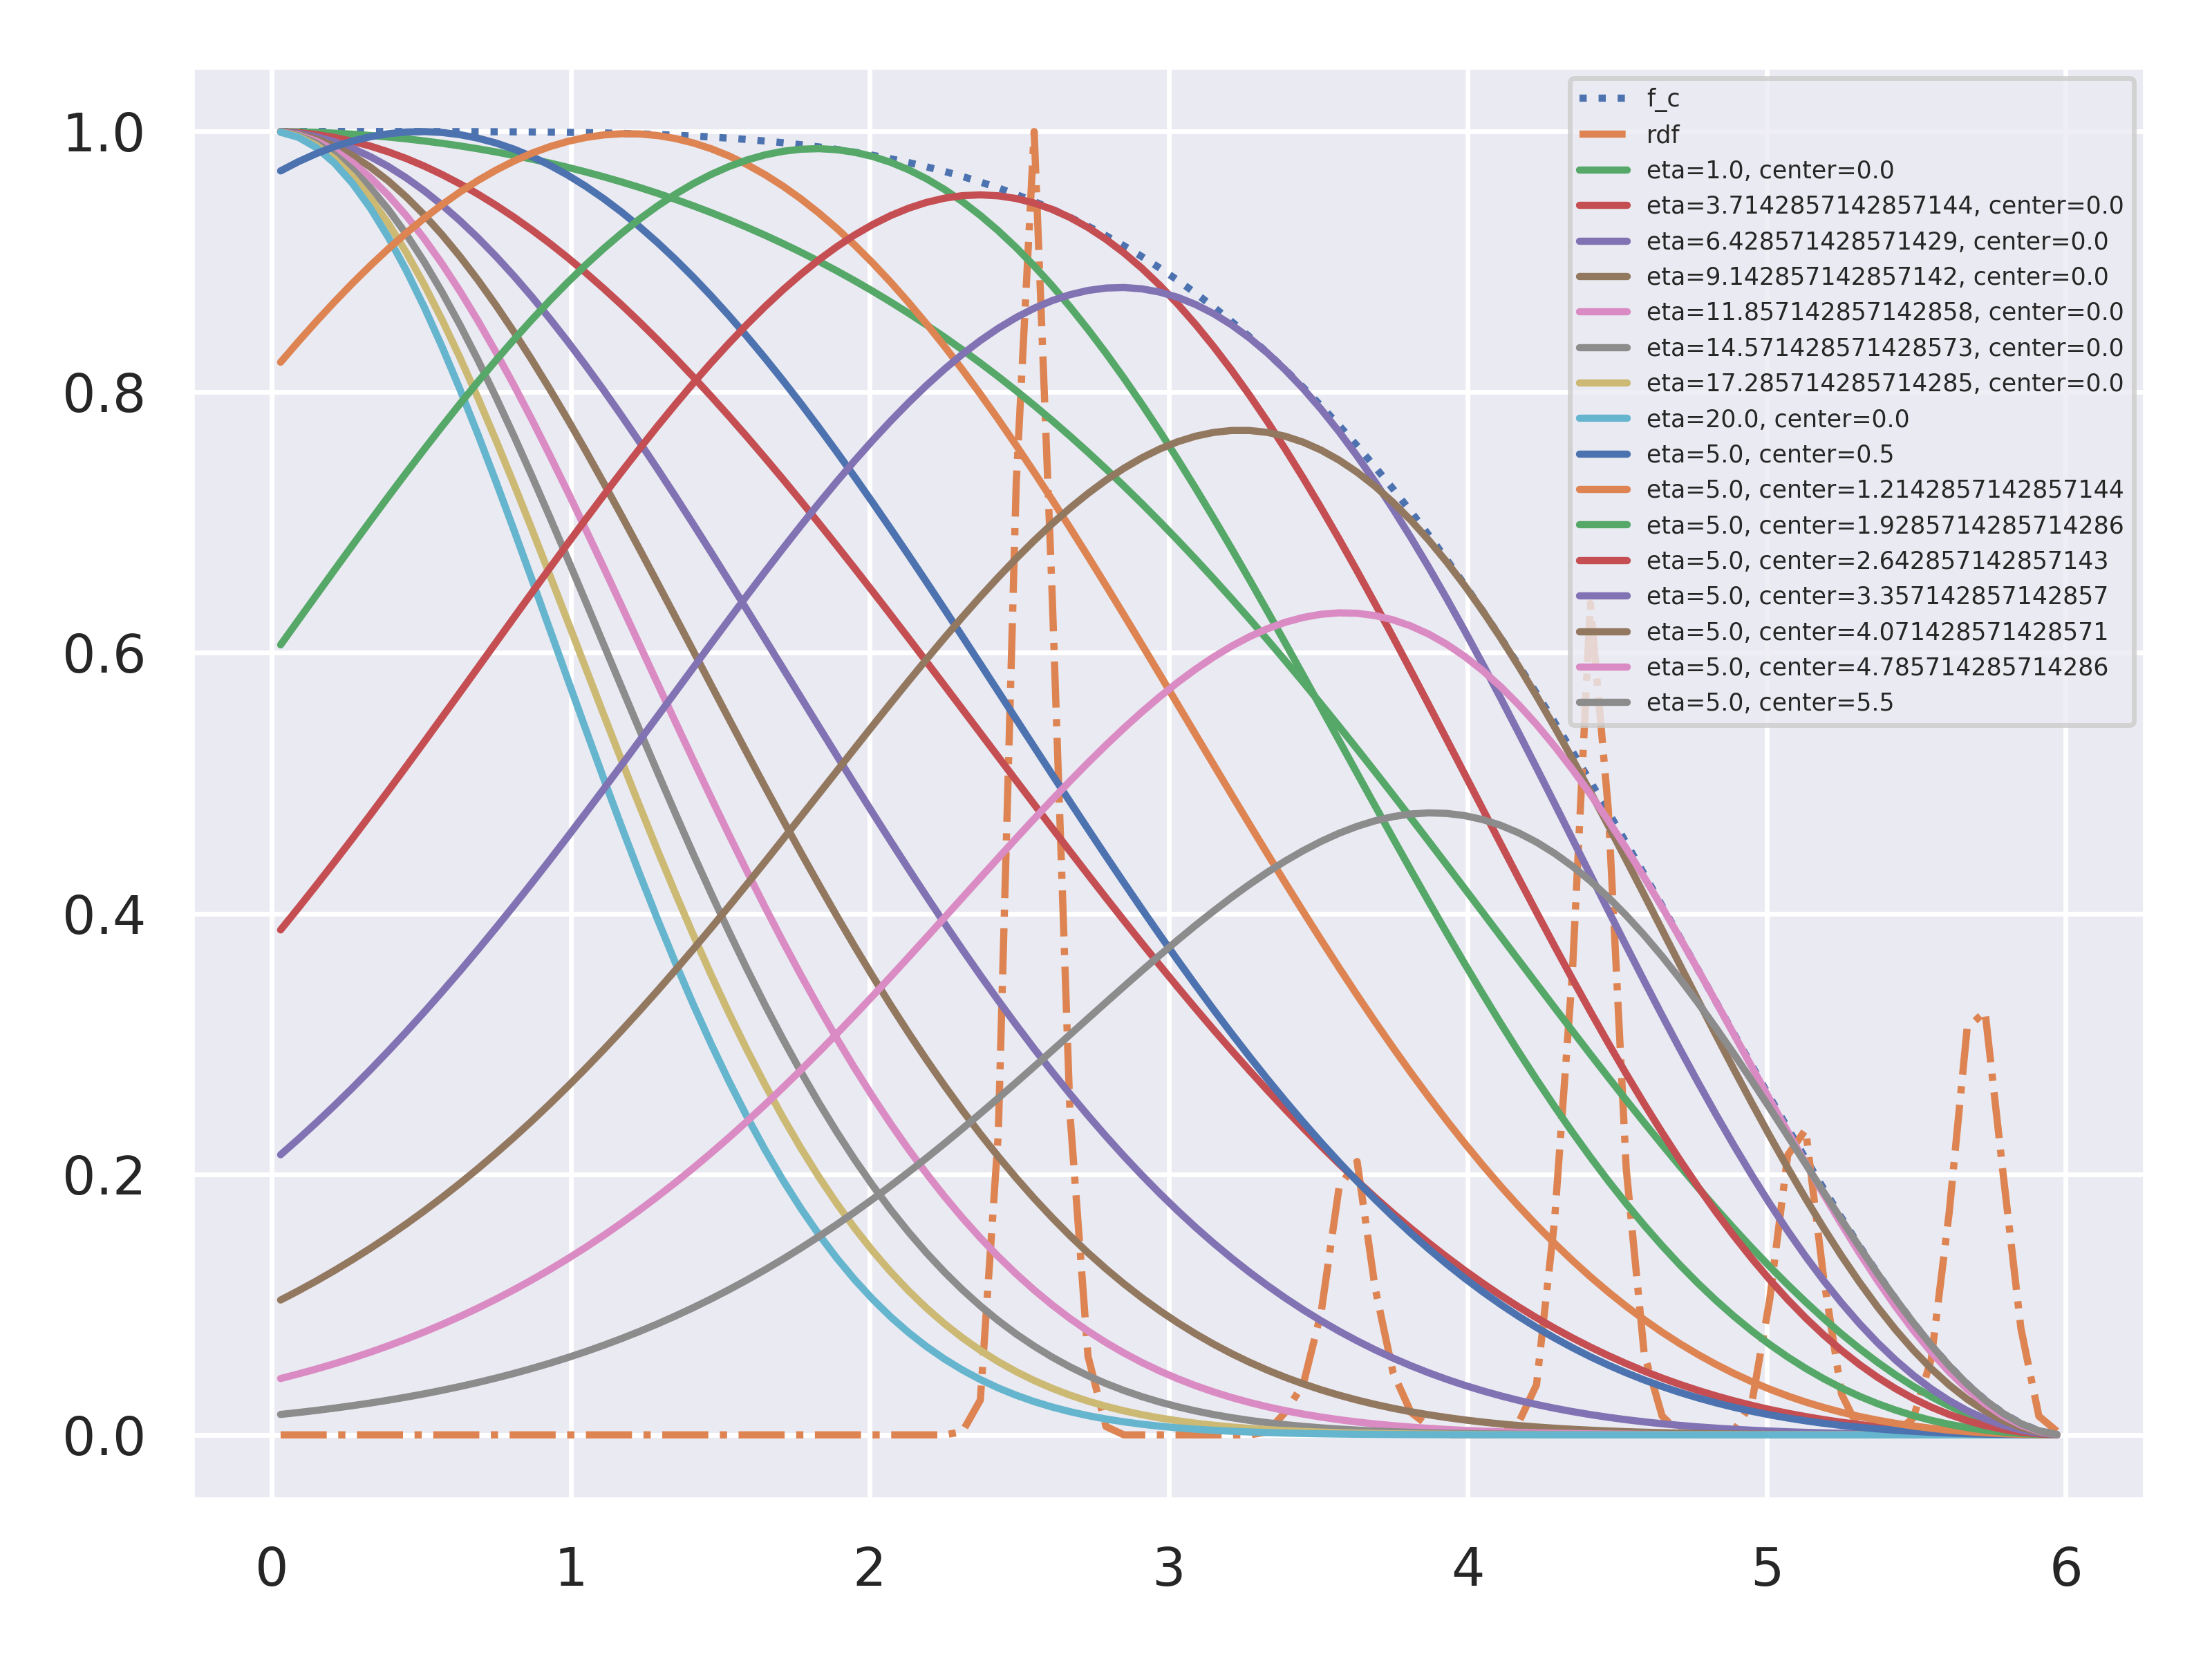 1.0
0.8
0.6
0.4
0.2
0.0
0 1 2 3 4 5 6
f_c
rdf
eta=1.0, center=0.0
eta=3.7142857142857144, center=0.0
eta=6.428571428571429, center=0.0
eta=9.142857142857142, center=0.0
eta=11.857142857142858, center=0.0
eta=14.571428571428573, center=0.0
eta=17.285714285714285, center=0.0
eta=20.0, center=0.0
eta=5.0, center=0.5
eta=5.0, center=1.2142857142857144
eta=5.0, center=1.9285714285714286
eta=5.0, center=2.642857142857143
eta=5.0, center=3.357142857142857
eta=5.0, center=4.071428571428571
eta=5.0, center=4.785714285714286
eta=5.0, center=5.5